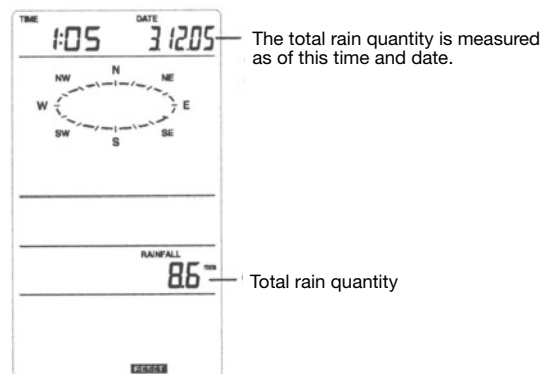 TIME DATE
1:05 3 12.05
The total rain quantity is measured
as of this time and date.
N
NW NE
W E
SW SE
S
RAINFALL
8.6 mm
Total rain quantity
RESET